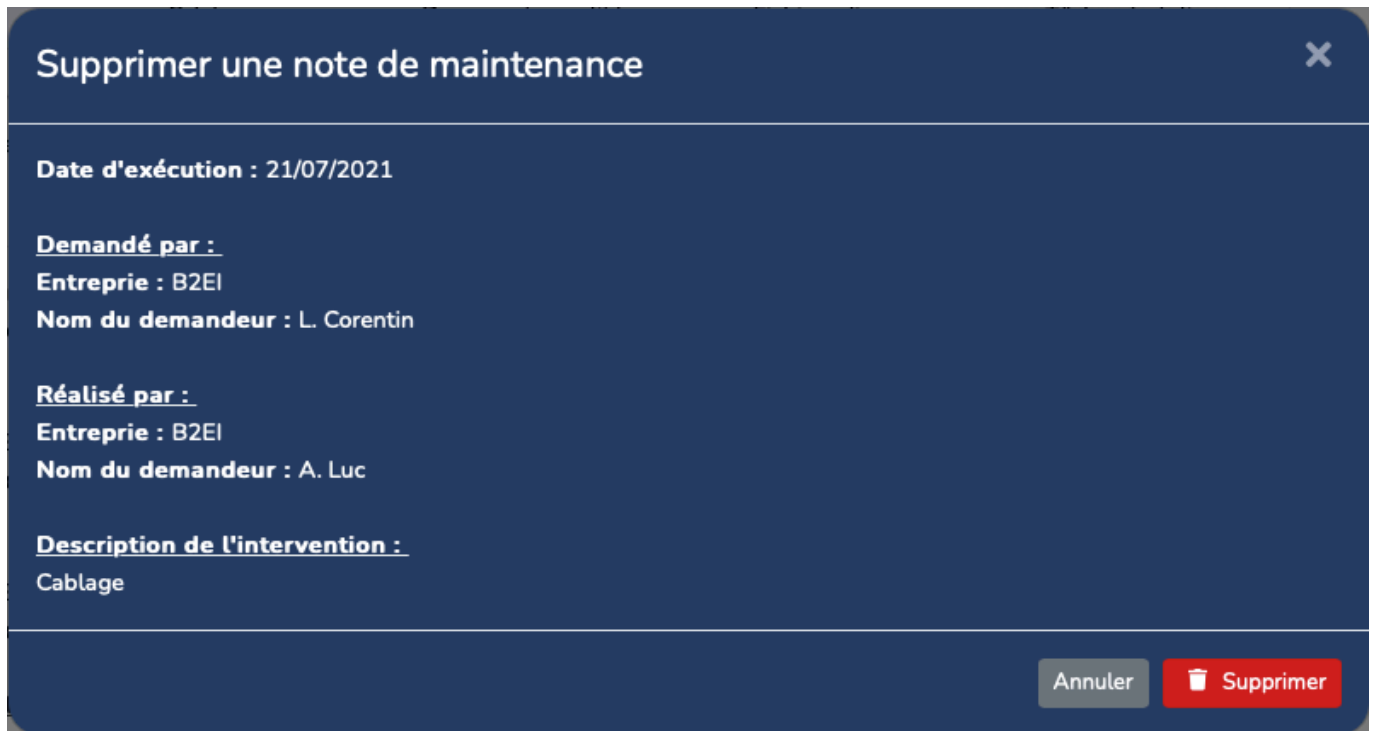 Supprimer une note de maintenance
Date d'exécution : 21/07/2021
Demandé par :
Entreprie : B2EI
Nom du demandeur : L. Corentin
Réalisé par :
Entreprie : B2EI
Nom du demandeur : A. Luc
Description de l'intervention :
Cablage
Annuler
Supprimer